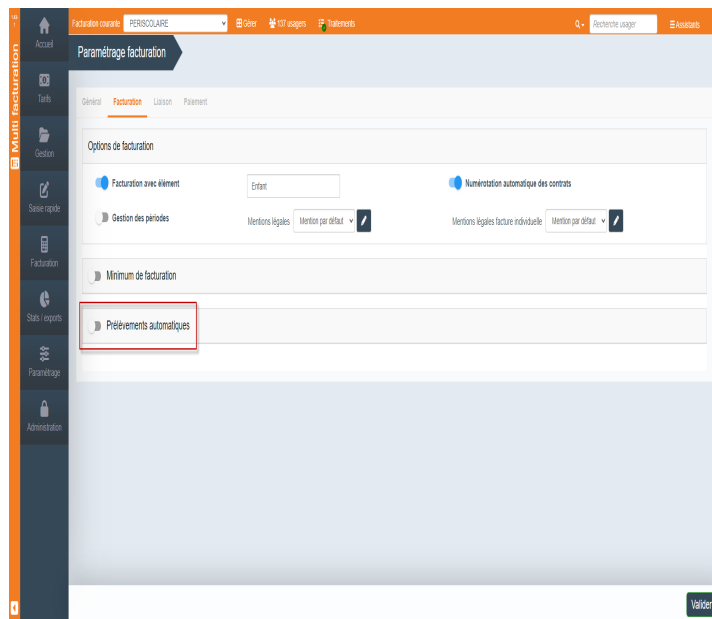 Facturation courante PERISCOLAIRE Gérer 137 usagers Traitements Recherche usager Assistants
Multi facturation
Accueil
Tarifs
Gestion
Saisie rapide
Facturation
Stats / exports
Paramétrage
Administration
Paramétrage facturation
Général Facturation Liaison Paiement
Options de facturation
Facturation avec élément Enfant Numérotation automatique des contrats
Gestion des périodes Mentions légales Mention par défaut Mentions légales facture individuelle Mention par défaut
Minimum de facturation
Prélèvements automatiques
Valider